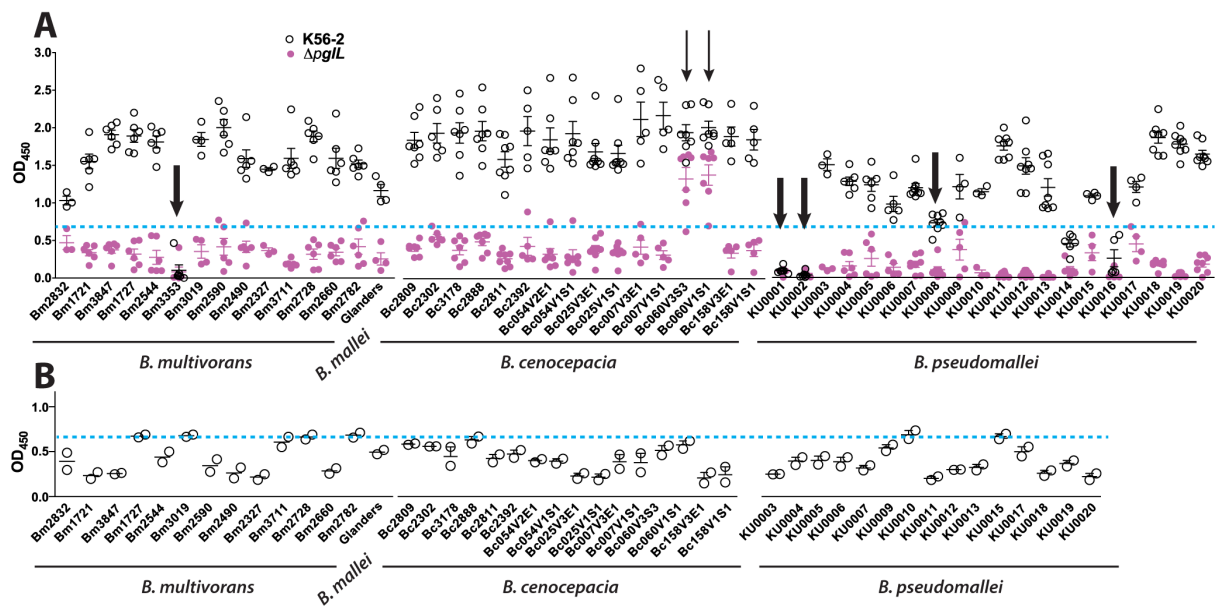 A
K56-2
ΔpglL
3.0
2.5
2.0
1.5
1.0
0.5
0.0
OD450
Bm2832
Bm1721
Bm3847
Bm1727
Bm2544
Bm33353
Bm3019
Bm2590
Bm2490
Bm2327
Bm3711
Bm2728
Bm2660
Bm2782
Glanders
Bc2809
Bc2302
Bc3178
Bc2888
Bc2811
Bc2392
Bc054V2E1
Bc054V1S1
Bc025V3E1
Bc025V1S1
Bc007V3E1
Bc007V1S1
Bc060V3S3
Bc060V1S1
Bc158V3E1
Bc158V1S1
KU0001
KU0002
KU0003
KU0004
KU0005
KU0006
KU0007
KU0008
KU0009
KU0010
KU0011
KU0012
KU0013
KU0014
KU0015
KU0016
KU0017
KU0018
KU0019
KU0020
B. multivorans
B. mallei
B. cenocepacia
B. pseudomallei
B
1.0
0.5
0.0
OD450
Bm2832
Bm1721
Bm3847
Bm1727
Bm2544
Bm3019
Bm2590
Bm2490
Bm2327
Bm3711
Bm2728
Bm2660
Bm2782
Glanders
Bc2809
Bc2302
Bc3178
Bc2888
Bc2811
Bc2392
Bc054V2E1
Bc054V1S1
Bc025V3E1
Bc025V1S1
Bc007V3E1
Bc007V1S1
Bc060V3S3
Bc060V1S1
Bc158V3E1
Bc158V1S1
KU0003
KU0004
KU0005
KU0006
KU0007
KU0009
KU0010
KU0011
KU0012
KU0013
KU0015
KU0017
KU0018
KU0019
KU0020
B. multivorans
B. mallei
B. cenocepacia
B. pseudomallei